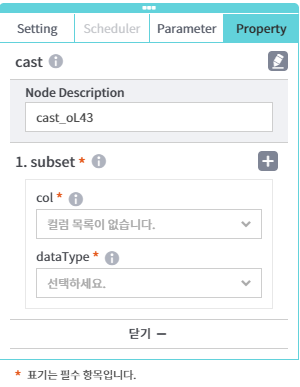 Setting Scheduler Parameter Property
cast
Node Description
cast_oL43
1. subset *
col *
컬럼 목록이 없습니다.
dataType *
선택하세요.
닫기
* 표기는 필수 항목입니다.